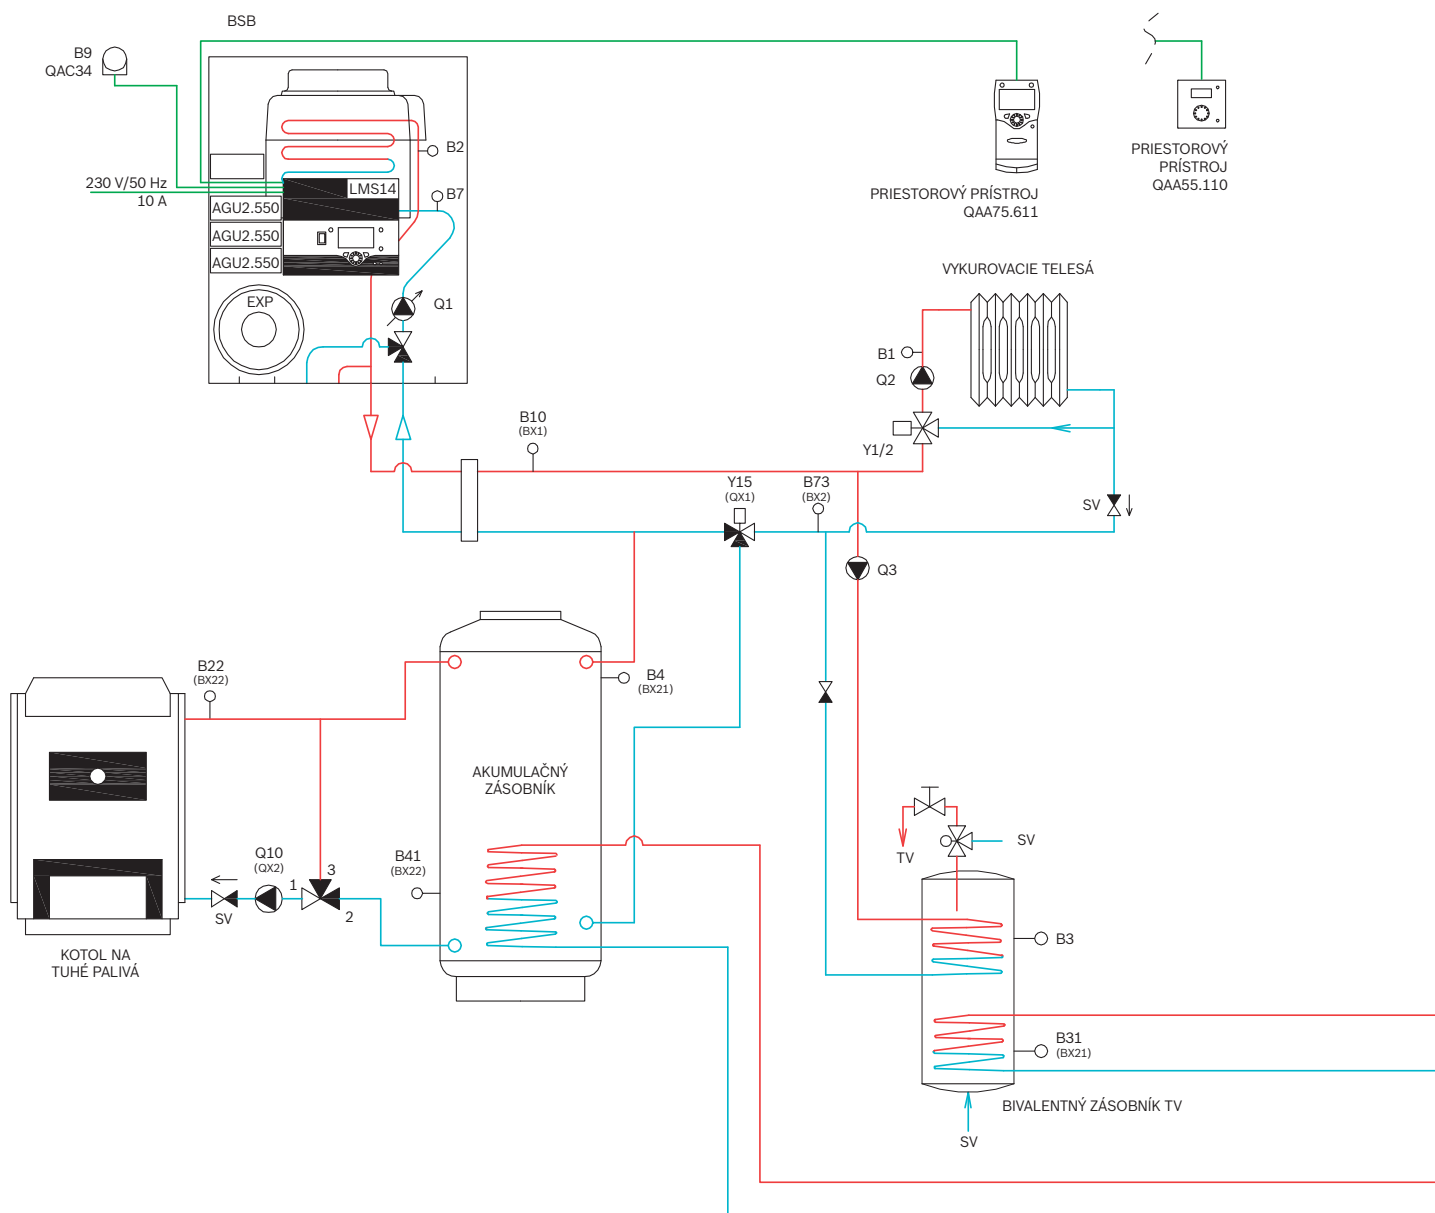 BSB
B9
QAC34
B2
230 V/50 Hz
10 A
LMS14
B7
AGU2.550
AGU2.550
AGU2.550
EXP
Q1
PRIESTOROVÝ PRÍSTROJ
QAA75.611
PRIESTOROVÝ
PRÍSTROJ
QAA55.110
VYKUROVACIE TELESÁ
B1
Q2
Y1/2
B10
(BX1)
Y15
(QX1)
B73
(BX2)
SV
Q3
B22
(BX22)
B4
(BX21)
AKUMULAČNÝ
ZÁSOBNÍK
B41
(BX22)
Q10
(QX2)
1
3
2
SV
KOTOL NA
TUHÉ PALIVÁ
TV
SV
B3
B31
(BX21)
BIVALENTNÝ ZÁSOBNÍK TV
SV